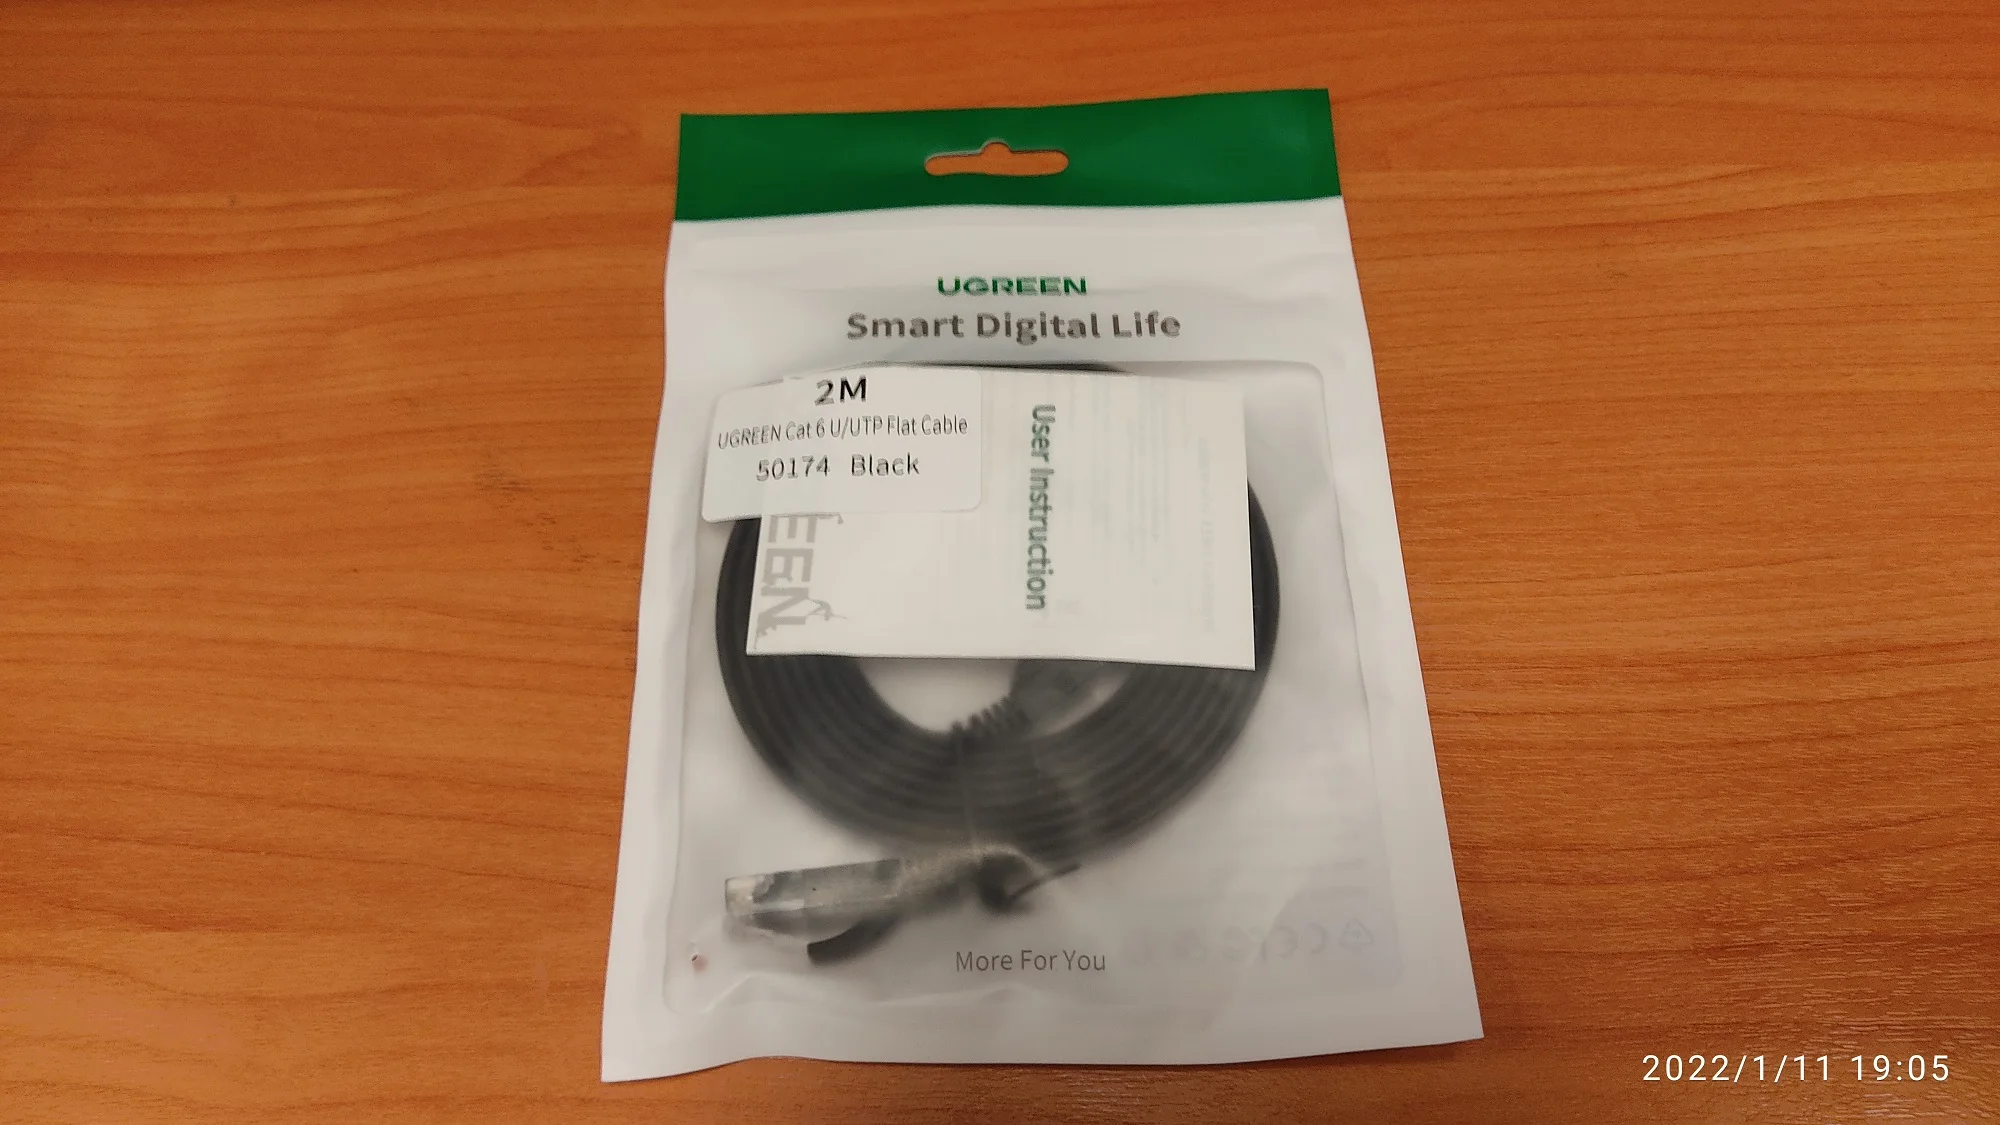 UGREEN
Smart Digital Life
2M
UGREEN Cat 6 U/UTP Flat Cable
50174 Black
User Instruction
EEN
More For You
2022/1/11 19:05